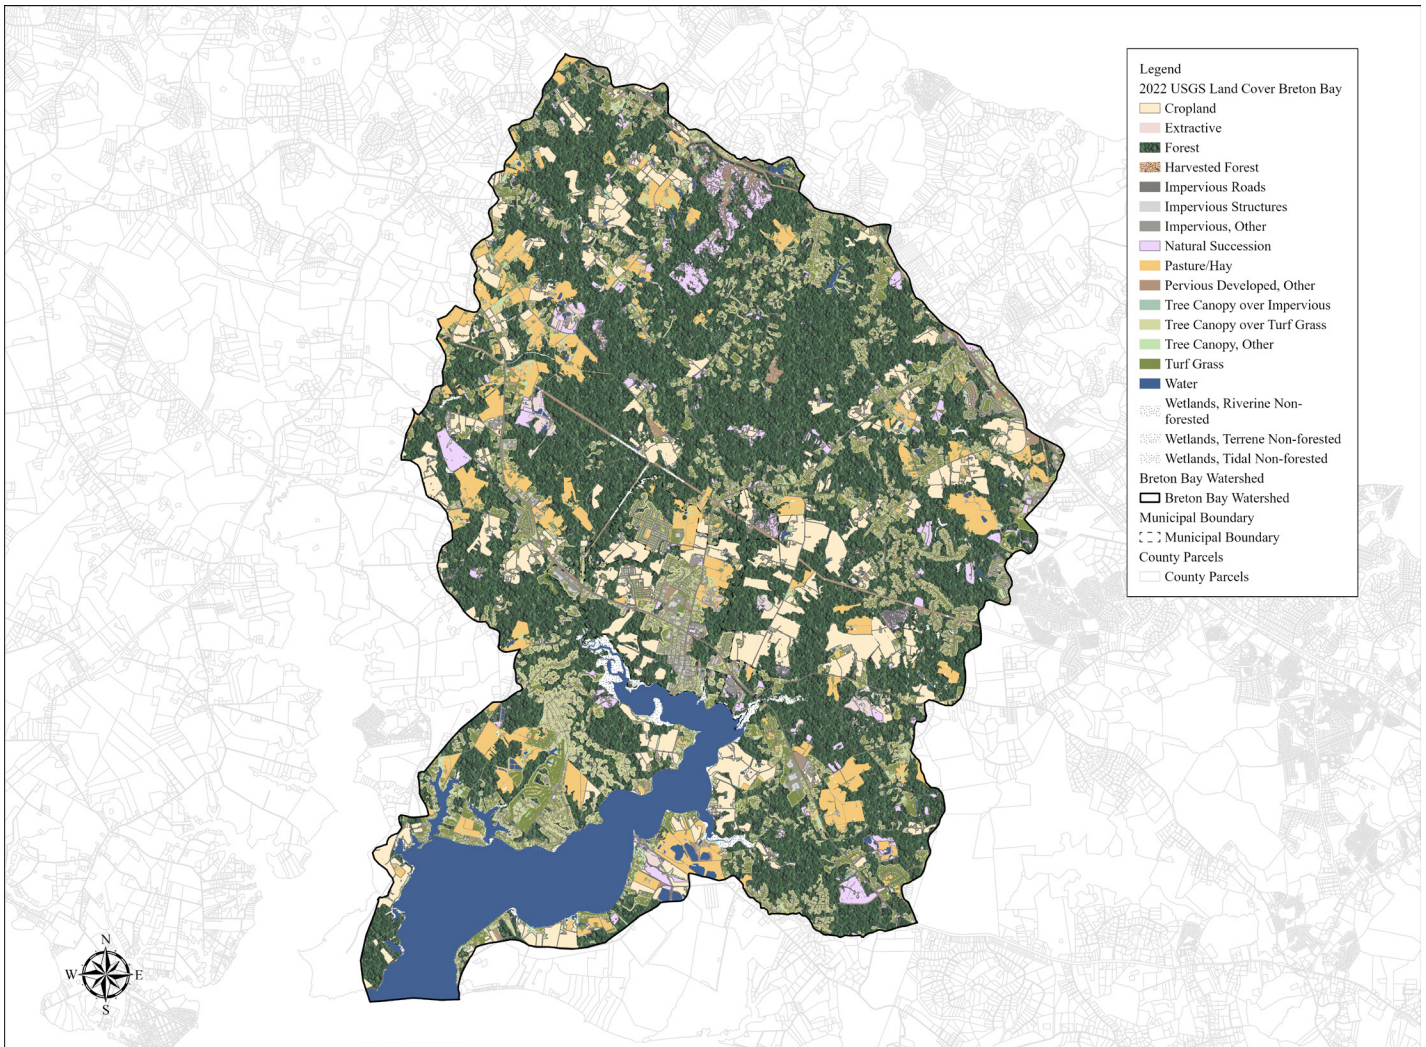 Legend
2022 USGS Land Cover Breton Bay
Cropland
Extractive
Forest
Harvested Forest
Impervious Roads
Impervious Structures
Impervious, Other
Natural Succession
Pasture/Hay
Pervious Developed, Other
Tree Canopy over Impervious
Tree Canopy over Turf Grass
Tree Canopy, Other
Turf Grass
Water
Wetlands, Riverine Non-
forested
Wetlands, Terrene Non-forested
Wetlands, Tidal Non-forested
Breton Bay Watershed
Breton Bay Watershed
Municipal Boundary
Municipal Boundary
County Parcels
County Parcels
N
W E
S